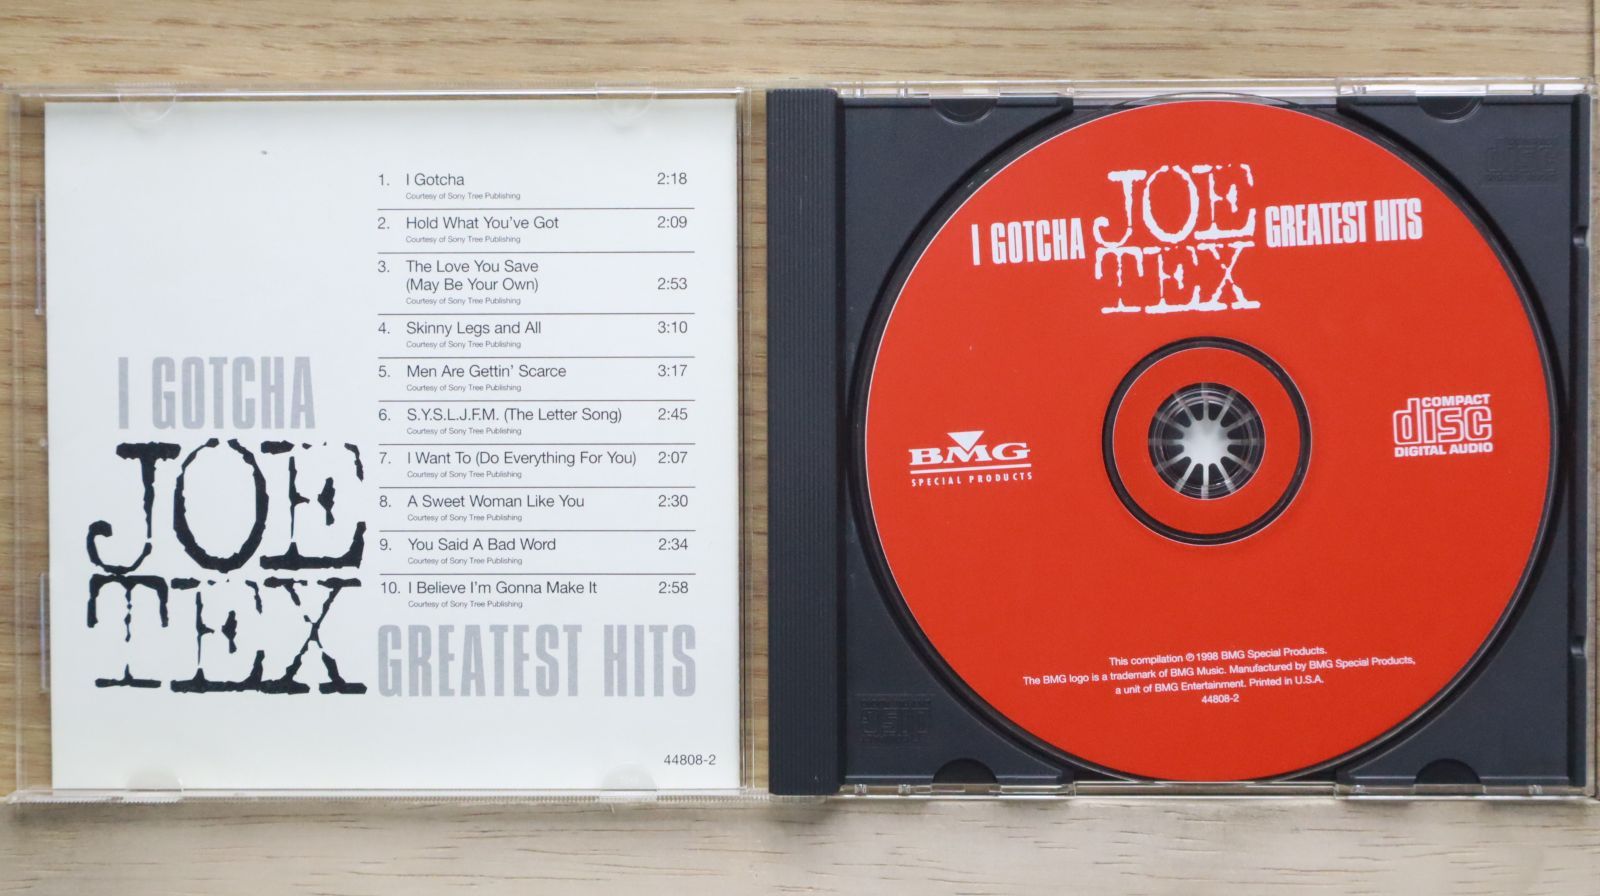 1. I Gotcha 2:18
Courtesy of Sony Tree Publishing
2. Hold What You've Got 2:09
Courtesy of Sony Tree Publishing
3. The Love You Save
(May Be Your Own) 2:53
Courtesy of Sony Tree Publishing
4. Skinny Legs and All 3:10
Courtesy of Sony Tree Publishing
5. Men Are Gettin' Scarce 3:17
Courtesy of Sony Tree Publishing
6. S.Y.S.L.J.F.M. (The Letter Song) 2:45
Courtesy of Sony Tree Publishing
7. I Want To (Do Everything For You) 2:07
Courtesy of Sony Tree Publishing
8. A Sweet Woman Like You 2:30
Courtesy of Sony Tree Publishing
9. You Said A Bad Word 2:34
Courtesy of Sony Tree Publishing
10. I Believe I'm Gonna Make It 2:58
Courtesy of Sony Tree Publishing
I GOTCHA
JOE
TEX
GREATEST HITS
44808-2
I GOTCHA JOE TEX GREATEST HITS
BMG
SPECIAL PRODUCTS
COMPACT
disc
DIGITAL AUDIO
This compilation ℗ 1998 BMG Special Products.
The BMG logo is a trademark of BMG Music. Manufactured by BMG Special Products,
a unit of BMG Entertainment. Printed in U.S.A.
44808-2